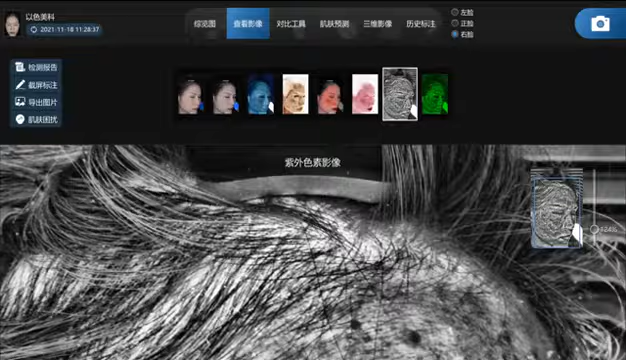 以色美科
2021-11-18 11:28:37
综览图 查看影像 对比工具 肌肤预测 三维影像 历史标注
左脸
正脸
右脸
检测报告
截屏标注
导出图片
肌肤困扰
紫外色素影像